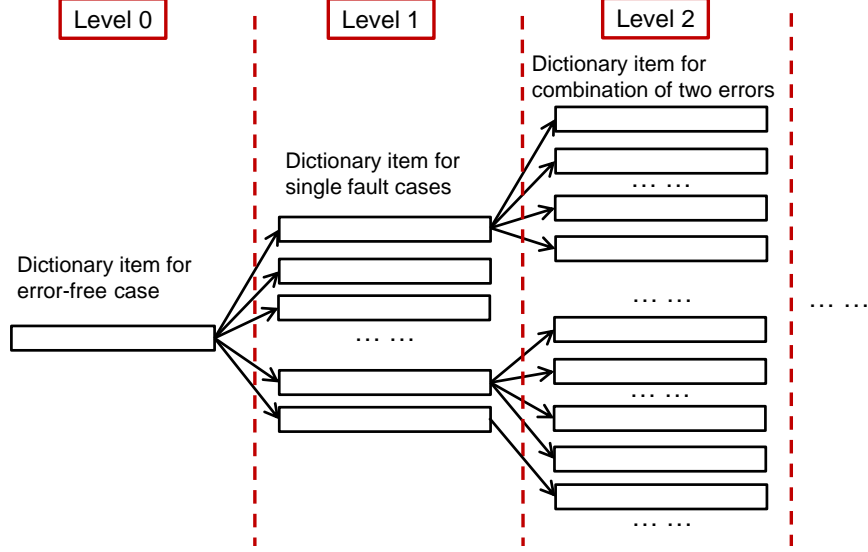 Level 0
Level 1
Level 2
Dictionary item for
combination of two errors
... ...
Dictionary item for
single fault cases
Dictionary item for
error-free case
... ...
... ...
... ...
... ...
... ...